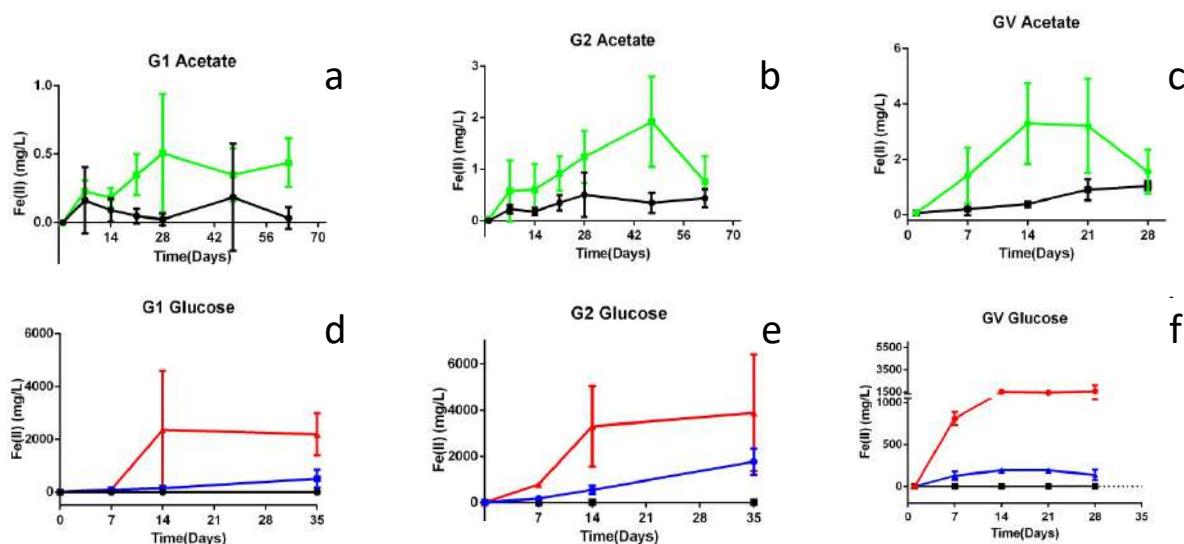 G1 Acetate
a
Fe(II) (mg/L)
1.0
0.5
0.0
14 28 42 56 70
Time(Days)
G2 Acetate
b
Fe(II) (mg/L)
3
2
1
0
14 28 42 56 70
Time(Days)
GV Acetate
c
Fe(II) (mg/L)
6
4
2
0
7 14 21 28
Time(Days)
G1 Glucose
d
Fe(II) (mg/L)
6000
4000
2000
0
0 7 14 21 28 35
Time(Days)
G2 Glucose
e
Fe(II) (mg/L)
6000
4000
2000
0
7 14 21 28 35
Time(Days)
GV Glucose
f
Fe(II) (mg/L)
5500
3500
1500
1000
500
0
7 14 21 28 35
Time(Days)